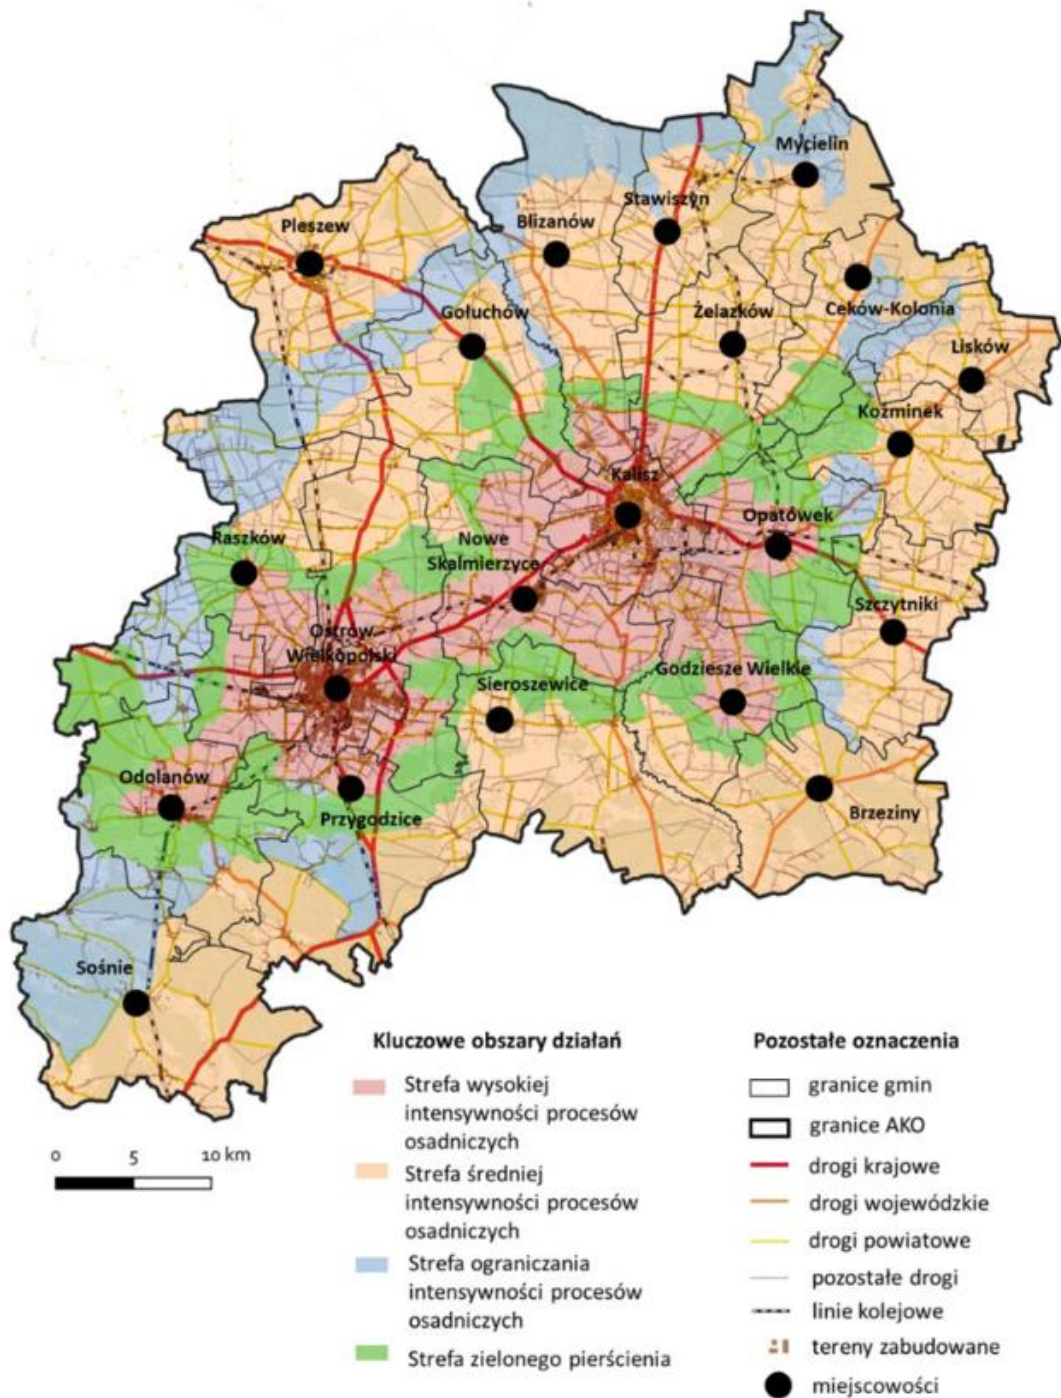 Mycielin
Stawiszyn
Blizanów
Pleszew
Gołuchów
Żelazków
Ceków-Kolonia
Lisków
Koźminek
Kalisz
Opatówek
Nowe
Skalmierzyce
Raszków
Szczytniki
Ostrów
Wielkopolski
Godziesze Wielkie
Sieroszewice
Odolanów
Przygodzice
Brzeziny
Sośnie
Kluczowe obszary działań
Strefa wysokiej
intensywności procesów
osadniczych
Strefa średniej
intensywności procesów
osadniczych
Strefa ograniczania
intensywności procesów
osadniczych
Strefa zielonego pierścienia
Pozostałe oznaczenia
granice gmin
granice AKO
drogi krajowe
drogi wojewódzkie
drogi powiatowe
pozostałe drogi
linie kolejowe
tereny zabudowane
miejscowości
0 5 10 km